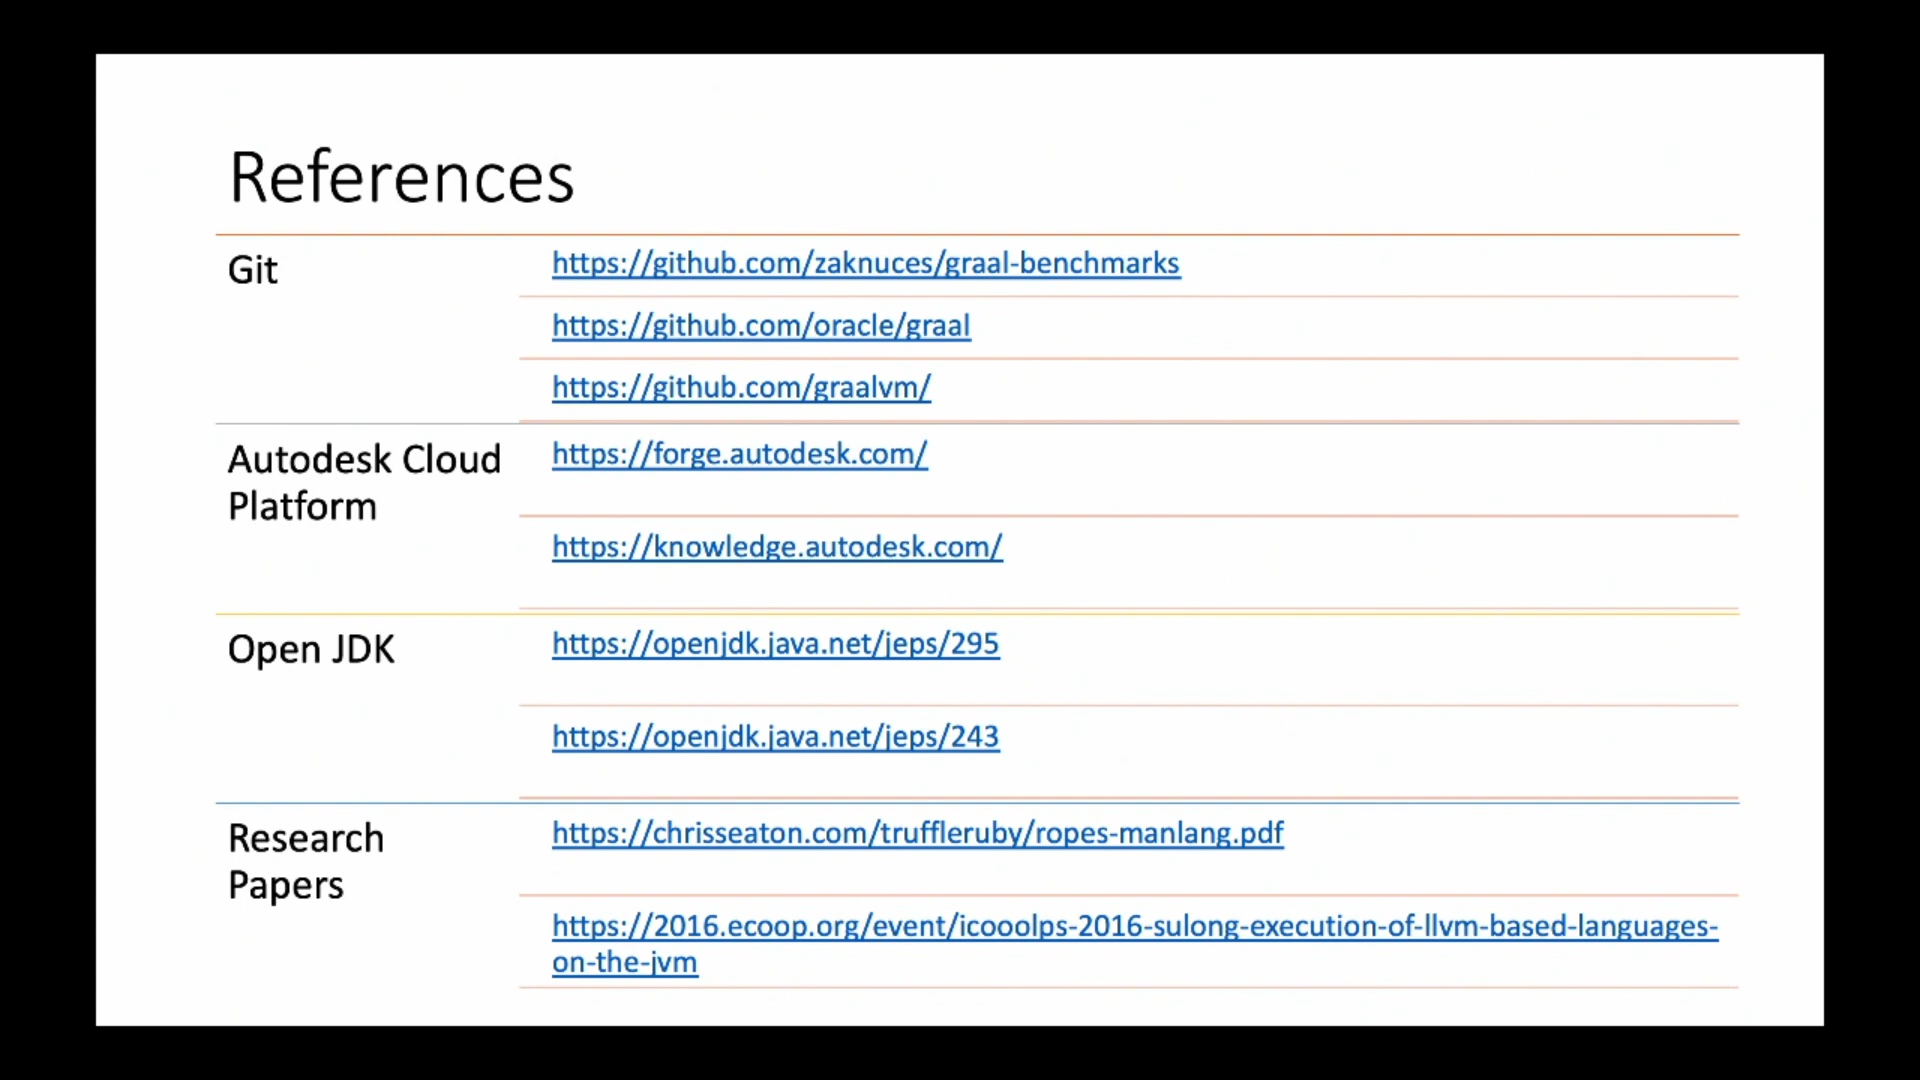 References
Git
https://github.com/zaknuces/graal-benchmarks
https://github.com/oracle/graal
https://github.com/graalvm/
Autodesk Cloud
Platform
https://forge.autodesk.com/
https://knowledge.autodesk.com/
Open JDK
https://openjdk.java.net/jeps/295
https://openjdk.java.net/jeps/243
Research
Papers
https://chrisseaton.com/truffleruby/ropes-manlang.pdf
https://2016.ecoop.org/event/icooolps-2016-sulong-execution-of-llvm-based-languages-
on-the-jvm